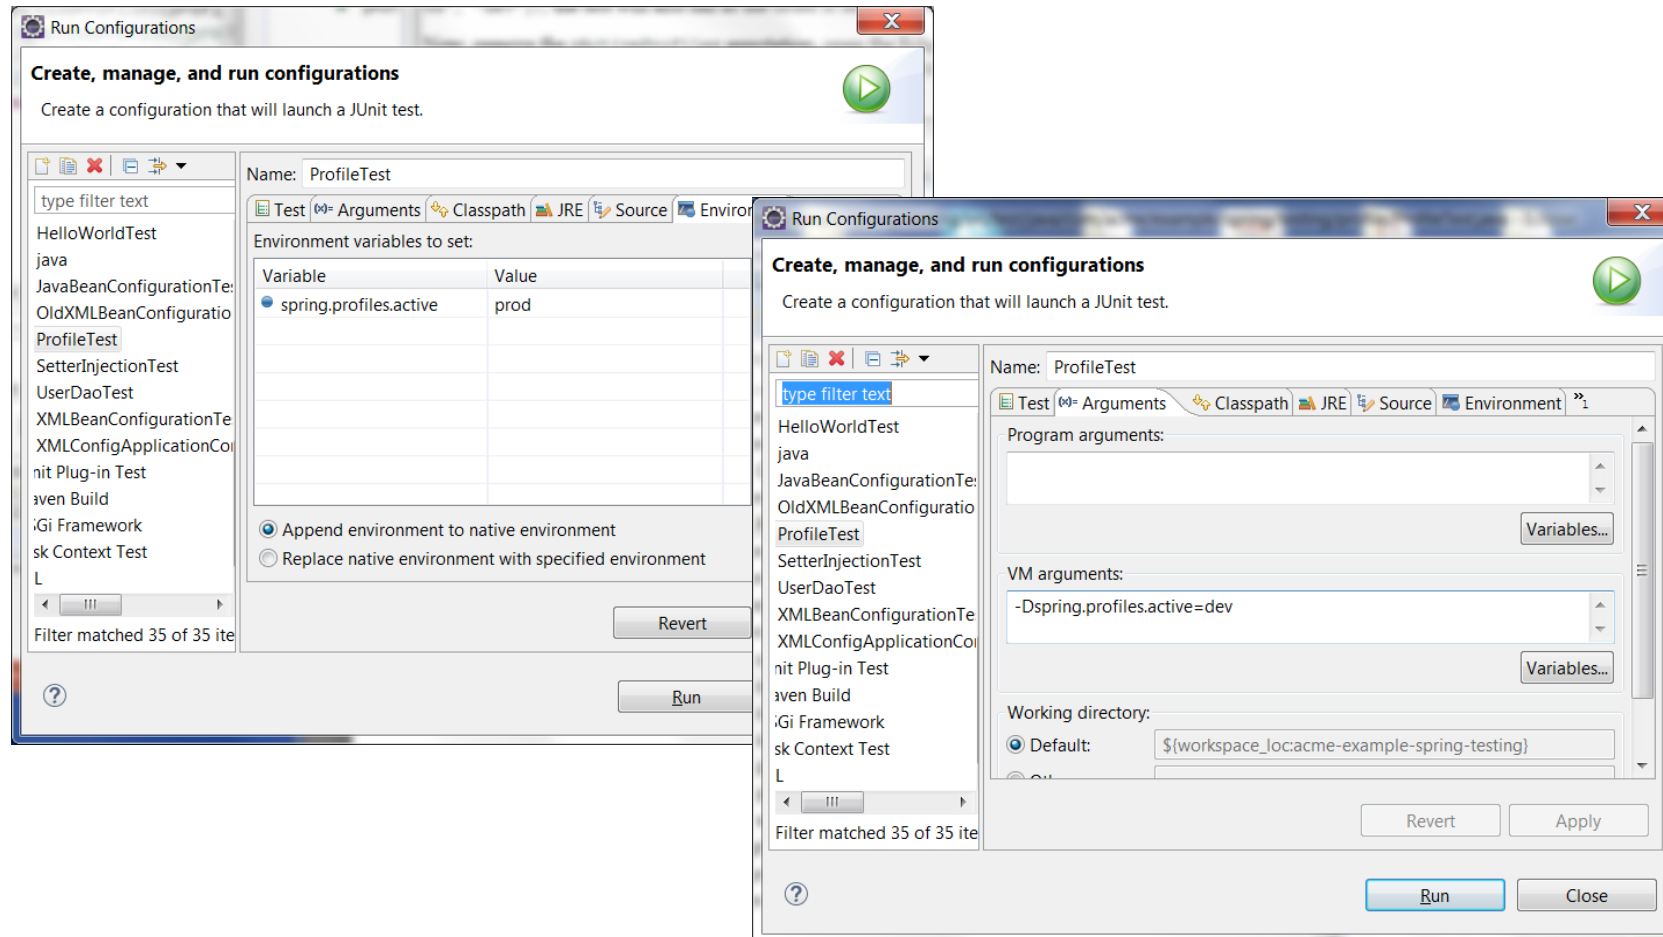 Run Configurations
Create, manage, and run configurations
Create a configuration that will launch a JUnit test.
Name: ProfileTest
type filter text
Test (x)= Arguments Classpath JRE Source Environ
HelloWorldTest
java
JavaBeanConfigurationTe
OldXMLBeanConfiguratio
ProfileTest
SetterInjectionTest
UserDaoTest
XMLBeanConfigurationTe
XMLConfigApplicationCo
nit Plug-in Test
aven Build
Gi Framework
sk Context Test
L
Filter matched 35 of 35 ite
Environment variables to set:
Variable Value
spring.profiles.active prod
Append environment to native environment
Replace native environment with specified environment
Revert
Run
Run Configurations
Create, manage, and run configurations
Create a configuration that will launch a JUnit test.
Name: ProfileTest
type filter text
Test (x)= Arguments Classpath JRE Source Environment »1
HelloWorldTest
java
JavaBeanConfigurationTe
OldXMLBeanConfiguratio
ProfileTest
SetterInjectionTest
UserDaoTest
XMLBeanConfigurationTe
XMLConfigApplicationCo
nit Plug-in Test
aven Build
Gi Framework
sk Context Test
L
Filter matched 35 of 35 ite
Program arguments:
Variables...
VM arguments:
-Dspring.profiles.active=dev
Variables...
Working directory:
Default: ${workspace_loc:acme-example-spring-testing}
Revert Apply
Run Close